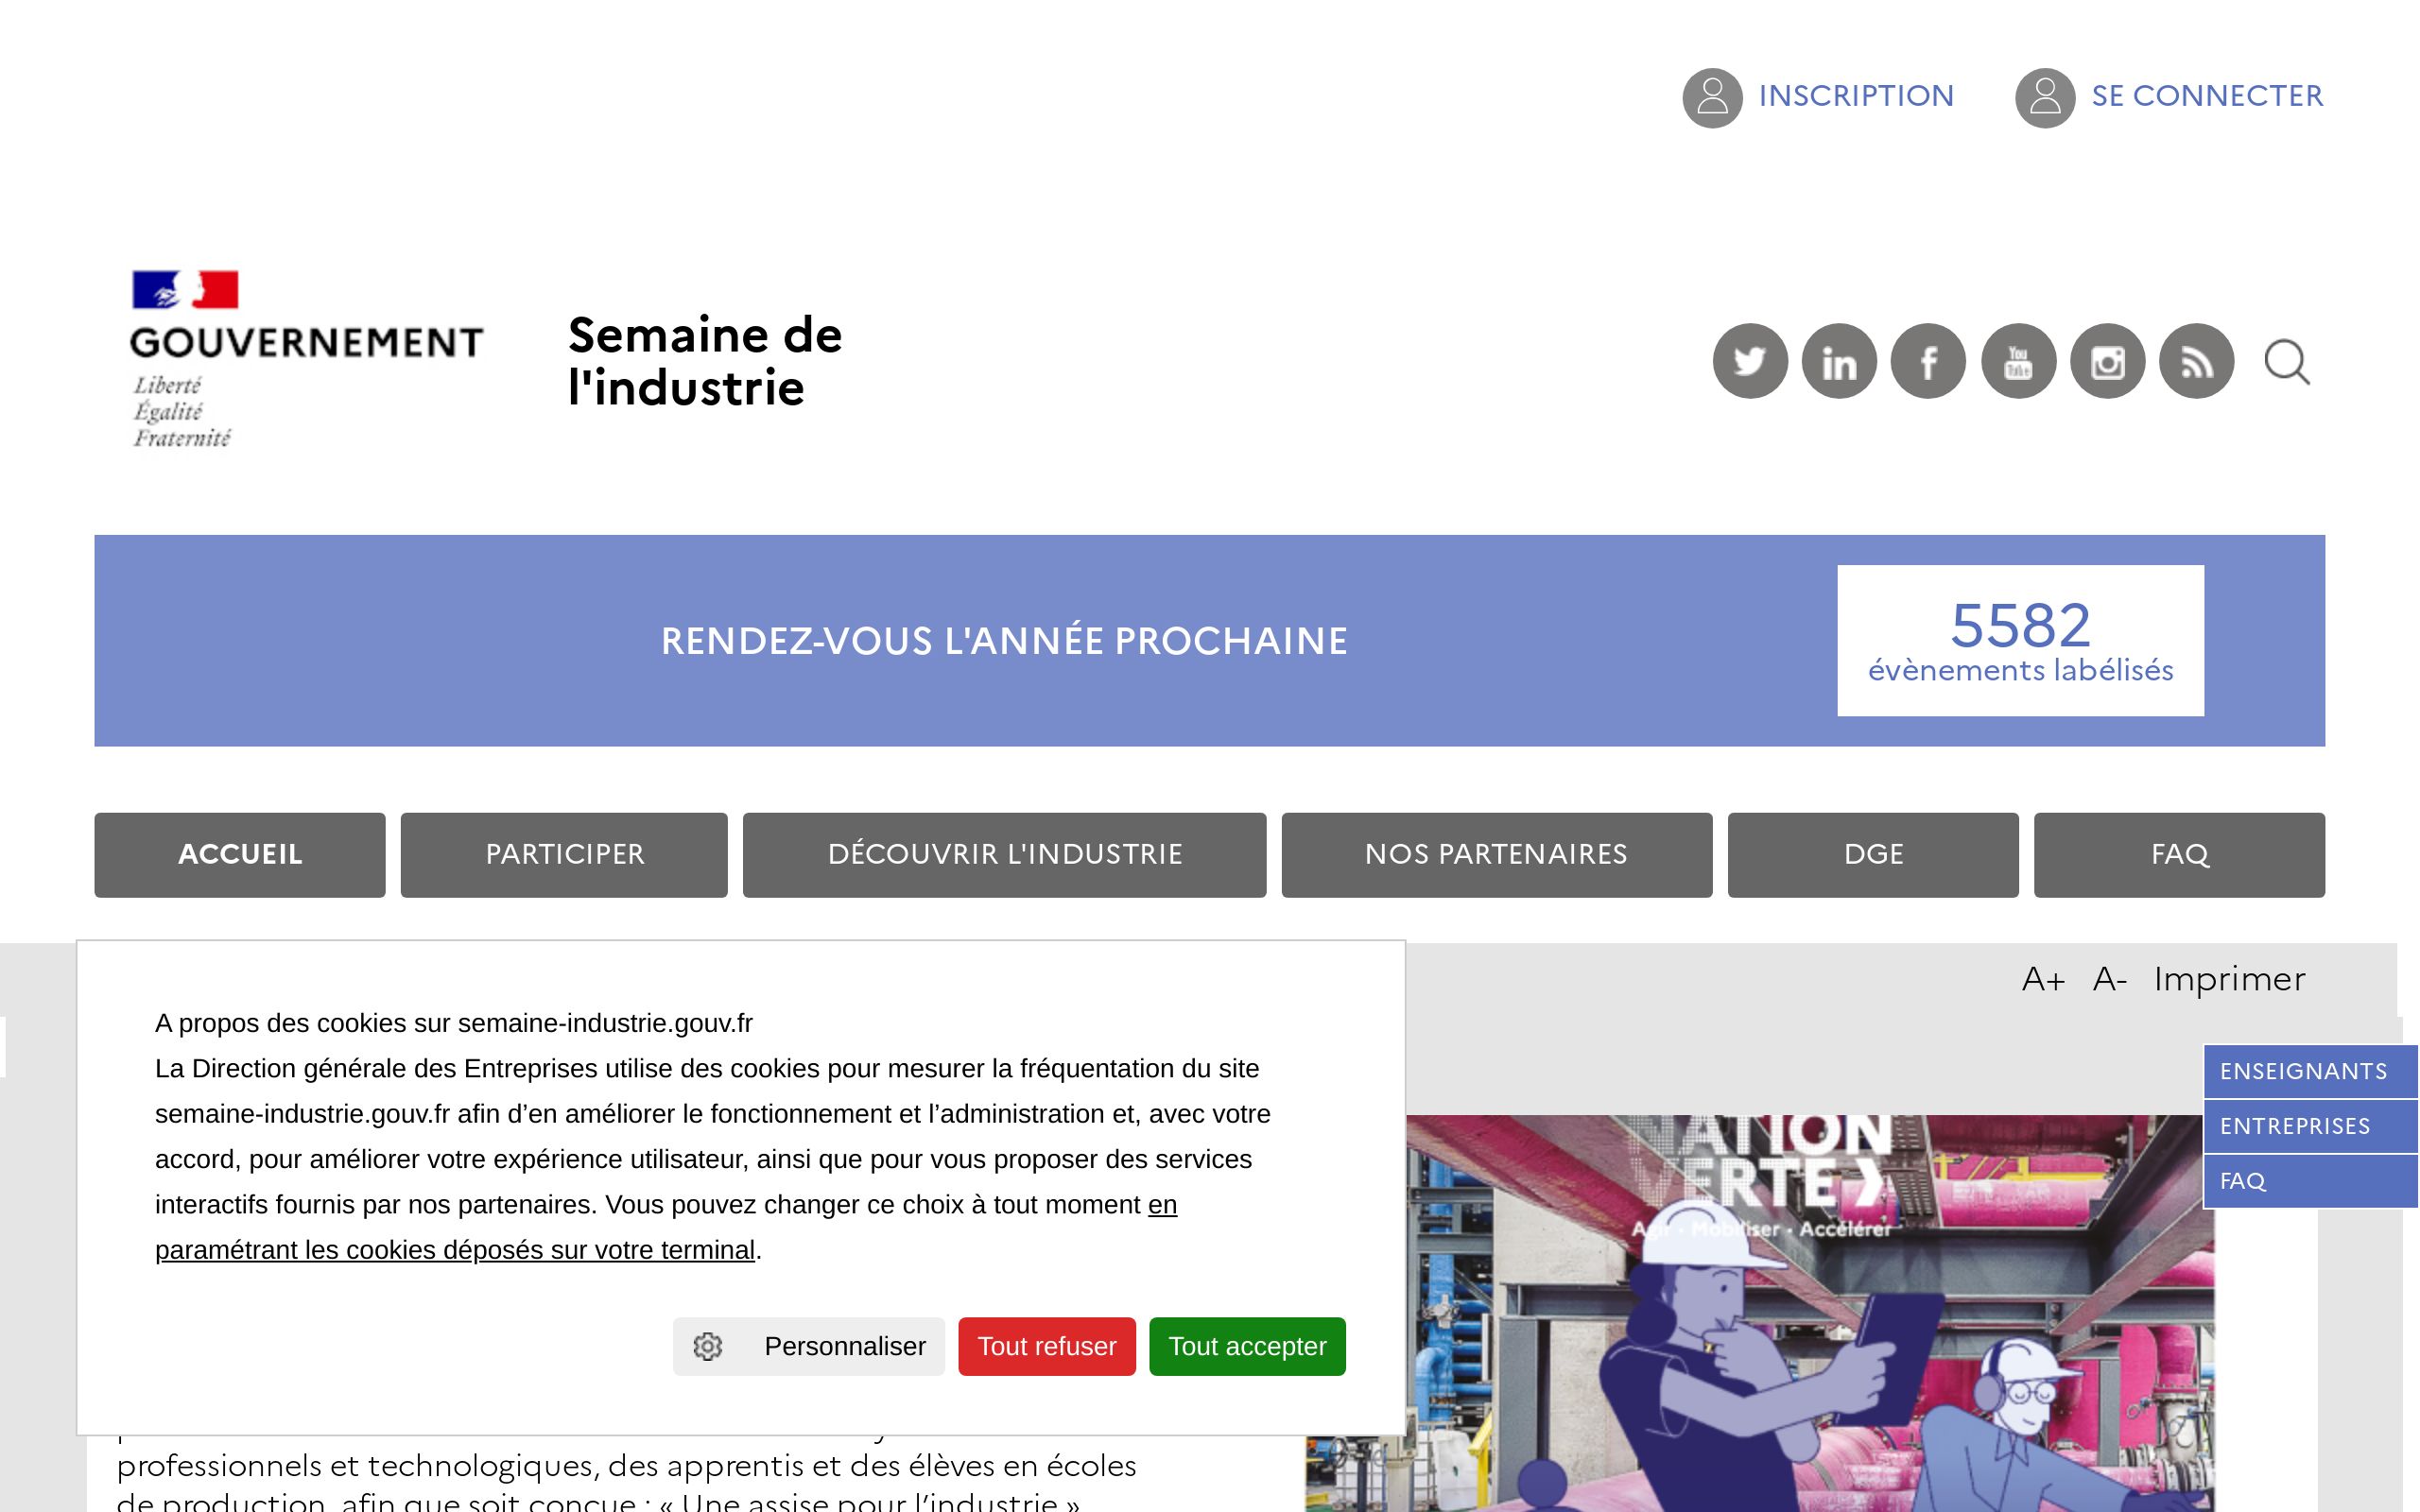 INSCRIPTION SE CONNECTER
GOUVERNEMENT
Liberté
Égalité
Fraternité
Semaine de
l'industrie
RENDEZ-VOUS L'ANNÉE PROCHAINE
5582
évènements labélisés
ACCUEIL PARTICIPER DÉCOUVRIR L'INDUSTRIE NOS PARTENAIRES DGE FAQ
A+ A- Imprimer
A propos des cookies sur semaine-industrie.gouv.fr
La Direction générale des Entreprises utilise des cookies pour mesurer la fréquentation du site
semaine-industrie.gouv.fr afin d’en améliorer le fonctionnement et l’administration et, avec votre
accord, pour améliorer votre expérience utilisateur, ainsi que pour vous proposer des services
interactifs fournis par nos partenaires. Vous pouvez changer ce choix à tout moment en
paramétrant les cookies déposés sur votre terminal.
Personnaliser Tout refuser Tout accepter
ENSEIGNANTS
ENTREPRISES
FAQ
NATION
VERTE
Agir • Mobiliser • Accélérer
professionnels et technologiques, des apprentis et des élèves en écoles
de production, afin que soit conçue : « Une assise pour l’industrie »